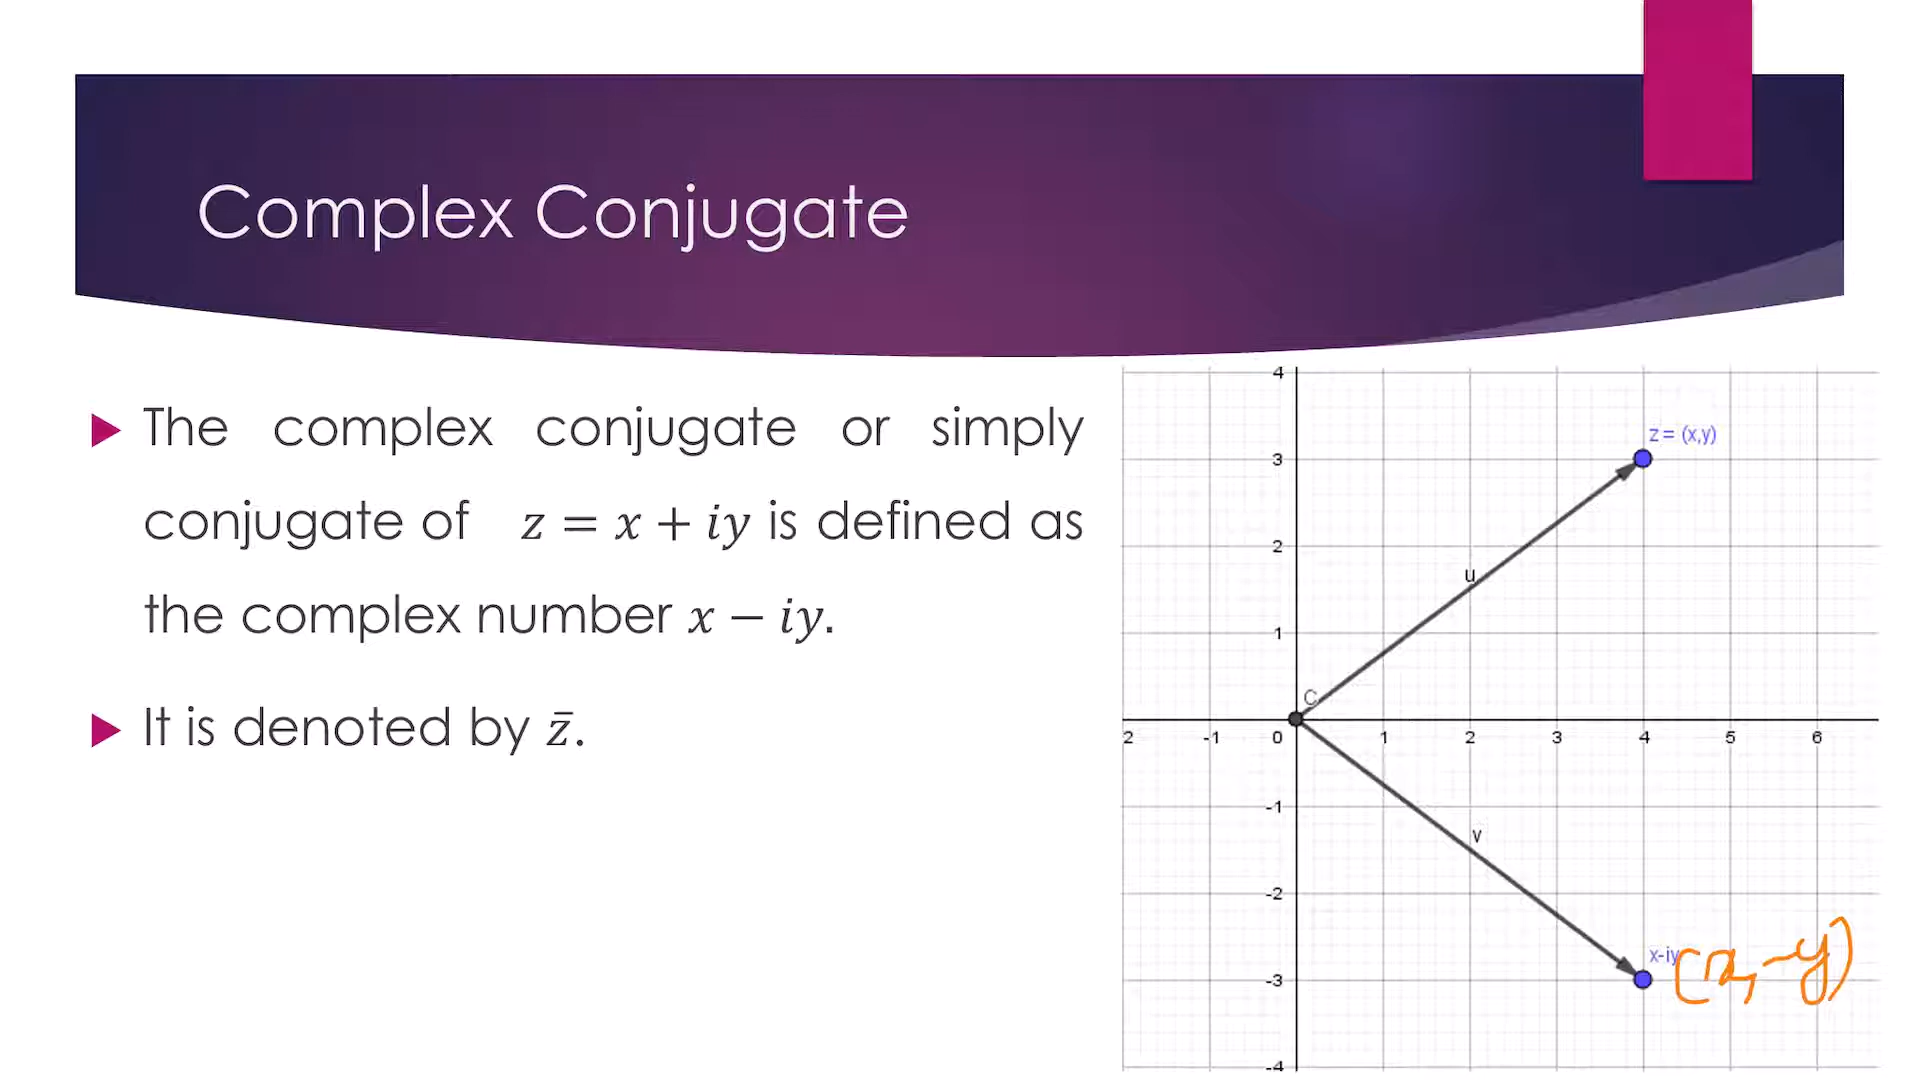 Complex Conjugate
The complex conjugate or simply
conjugate of z = x + iy is defined as
the complex number x − iy.
It is denoted by z̄.
4
z = (x,y)
3
2
u
1
C
2 -1 0 1 2 3 4 5 6
-1
v
-2
x-iy (x, -y)
-3
-4